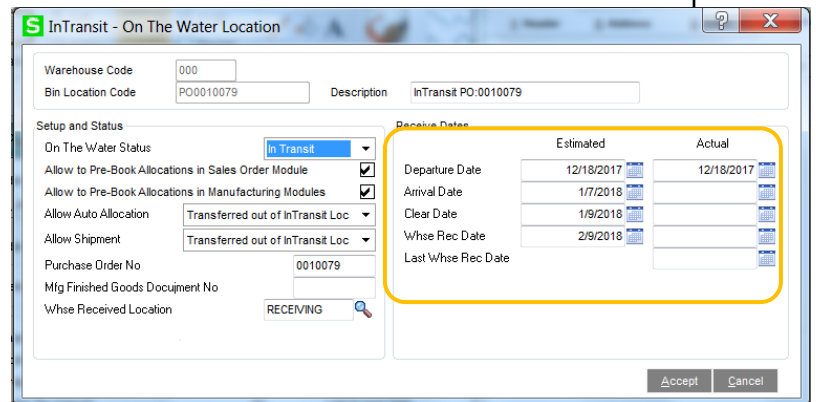 S InTransit - On The Water Location
Warehouse Code 000
Bin Location Code PO0010079 Description InTransit PO:0010079
Setup and Status
On The Water Status In Transit
Allow to Pre-Book Allocations in Sales Order Module
Allow to Pre-Book Allocations in Manufacturing Modules
Allow Auto Allocation Transferred out of InTransit Loc
Allow Shipment Transferred out of InTransit Loc
Purchase Order No 0010079
Mfg Finished Goods Docujment No
Whse Received Location RECEIVING
Receive Dates
Estimated Actual
Departure Date 12/18/2017 12/18/2017
Arrival Date 1/7/2018
Clear Date 1/9/2018
Whse Rec Date 2/9/2018
Last Whse Rec Date
Accept Cancel